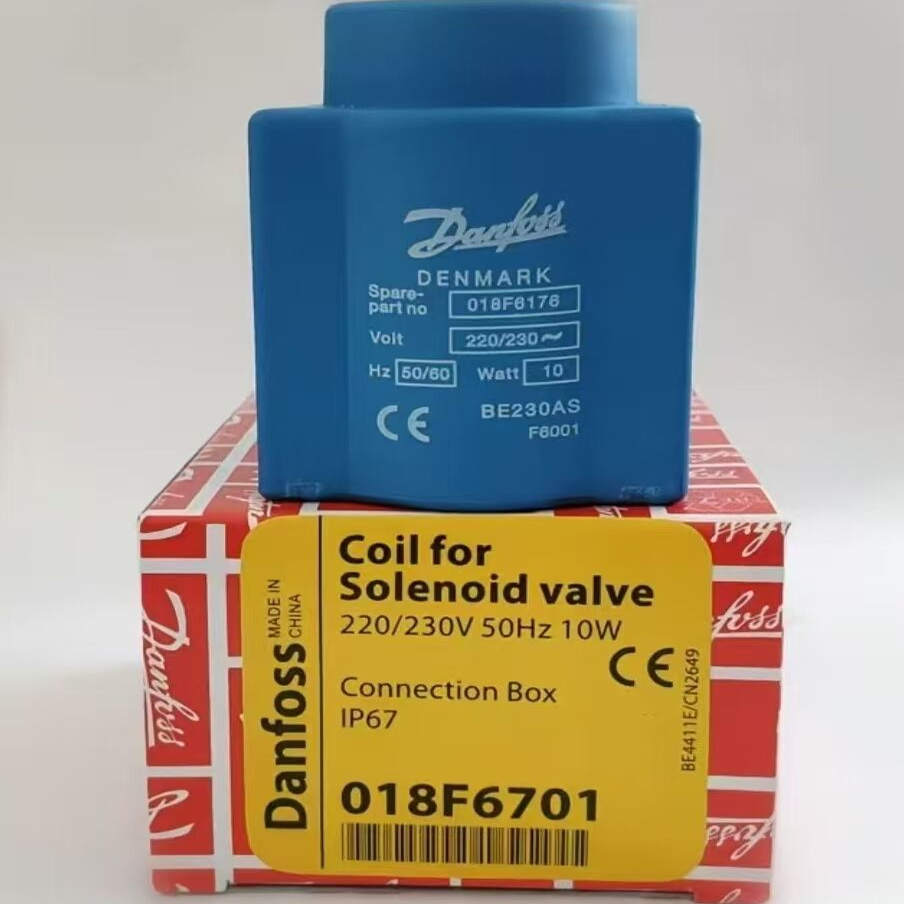 Danfoss
DENMARK
Spare-
part no 018F6176
Volt 220/230~
Hz 50/60 Watt 10
CE BE230AS
F6001
Coil for
Solenoid valve
220/230V 50Hz 10W
CE
Connection Box
IP67
018F6701
Danfoss
MADE IN
CHINA
BE4411E/CN2649
Danfoss